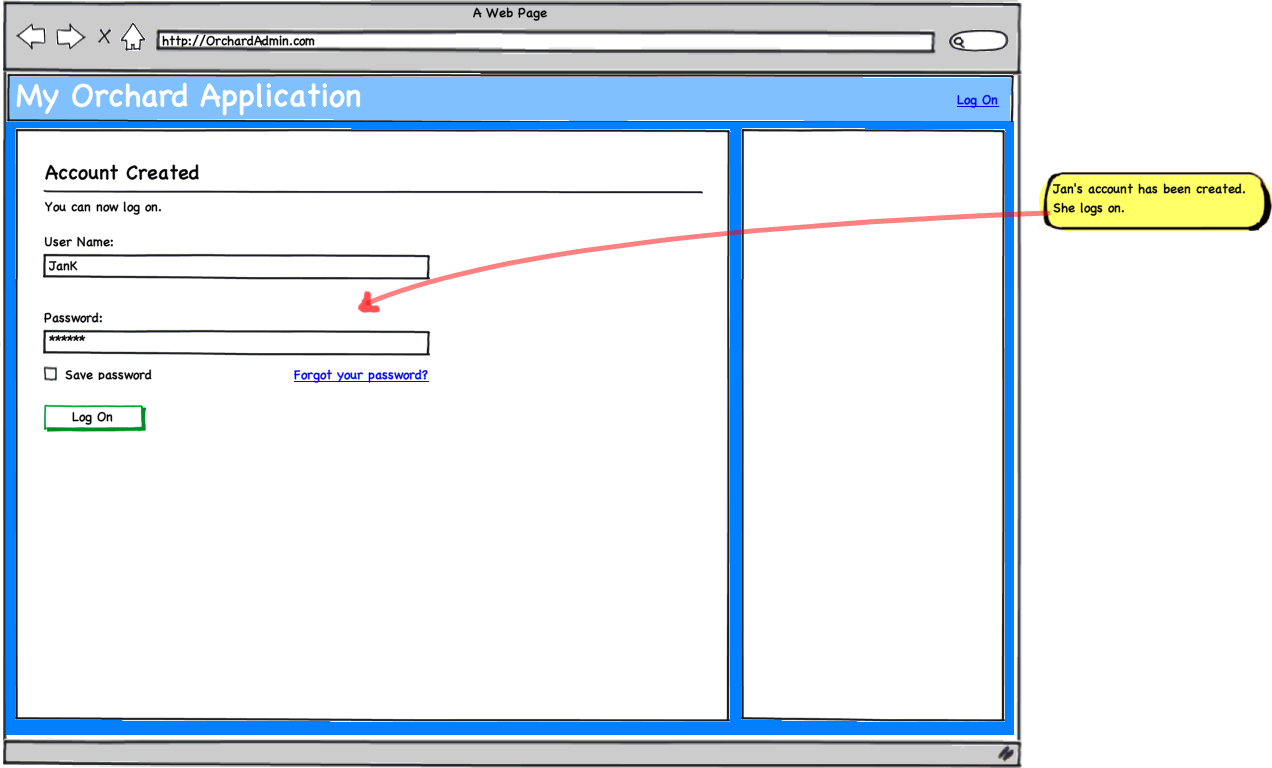 A Web Page
http://OrchardAdmin.com
My Orchard Application
Log On
Account Created
You can now log on.
User Name:
JanK
Password:
******
Save password
Forgot your password?
Log On
Jan's account has been created.
She logs on.